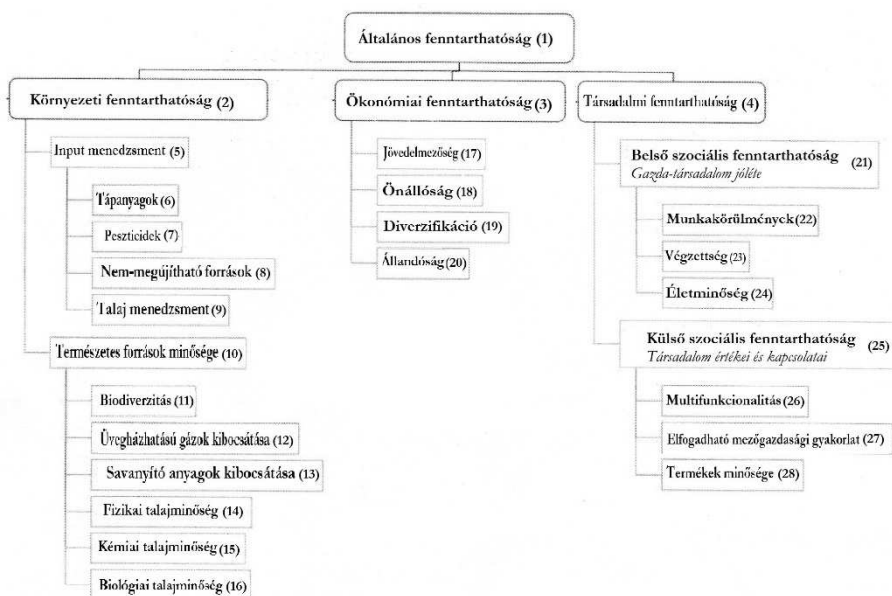 Általános fenntarthatóság (1)
Környezeti fenntarthatóság (2)
Input menedzsment (5)
Tápanyagok (6)
Peszticidek (7)
Nem-megújítható források (8)
Talaj menedzsment (9)
Természetes források minősége (10)
Biodiverzitás (11)
Üvegházhatású gázok kibocsátása (12)
Savanyító anyagok kibocsátása (13)
Fizikai talajminőség (14)
Kémiai talajminőség (15)
Biológiai talajminőség (16)
Ökonómiai fenntarthatóság (3)
Jövedelmezőség (17)
Önállóság (18)
Diverzifikáció (19)
Állandóság (20)
Társadalmi fenntarthatóság (4)
Belső szociális fenntarthatóság (21)
Gazda-társadalom jóléte
Munkakörülmények (22)
Végzettség (23)
Életminőség (24)
Külső szociális fenntarthatóság (25)
Társadalom értékei és kapcsolatai
Multifunkcionalitás (26)
Elfogadható mezőgazdasági gyakorlat (27)
Termékek minősége (28)